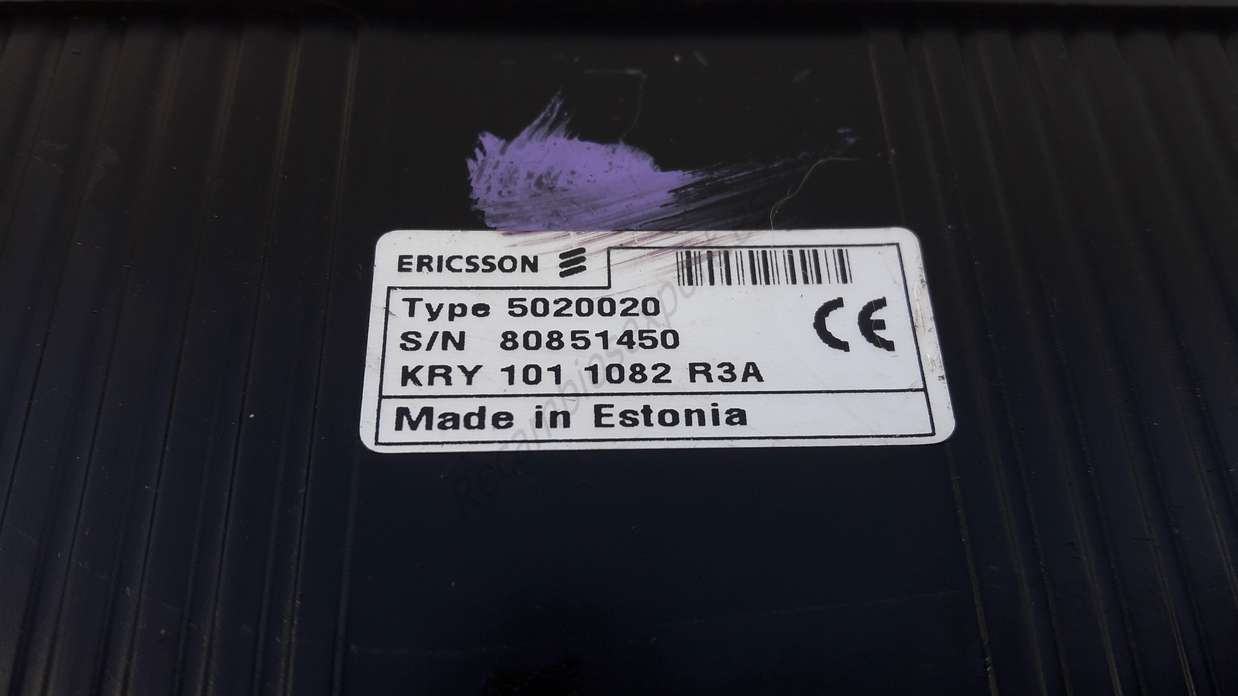 ERICSSON
Type 5020020
S/N 80851450
CE
KRY 101 1082 R3A
Made in Estonia